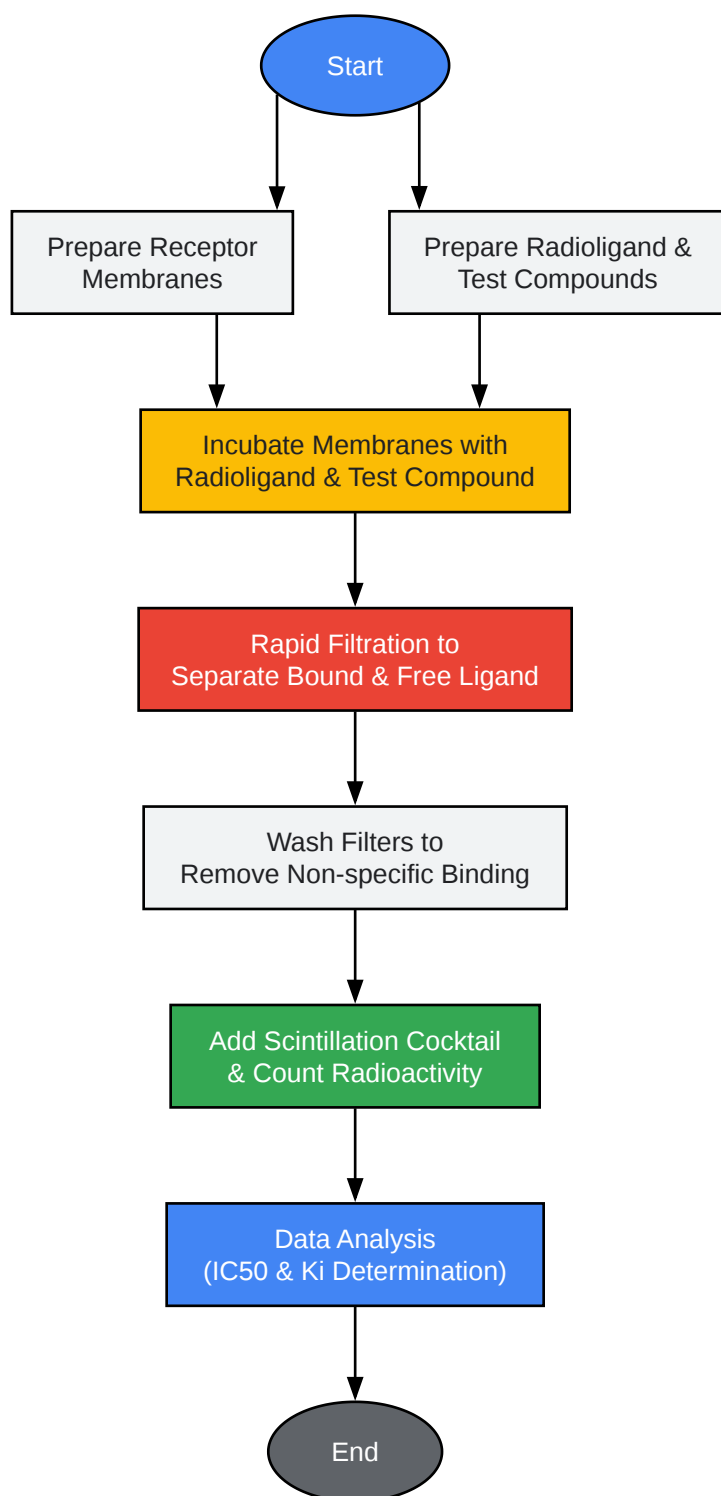 Start
Prepare Receptor
Membranes
Prepare Radioligand &
Test Compounds
Incubate Membranes with
Radioligand & Test Compound
Rapid Filtration to
Separate Bound & Free Ligand
Wash Filters to
Remove Non-specific Binding
Add Scintillation Cocktail
& Count Radioactivity
Data Analysis
(IC50 & Ki Determination)
End